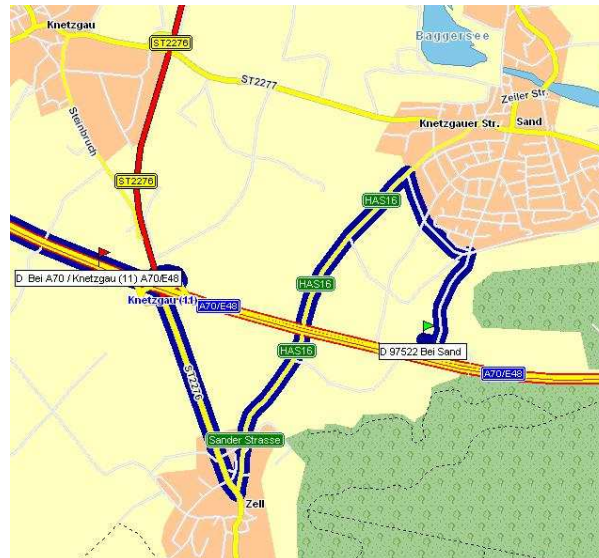 Knetzgau
ST2276
Baggersee
ST2277
Zeiler Str.
Knetzgauer Str.
Sand
Steinbruch
ST2276
HAS16
D Bei A70 / Knetzgau (11) A70/E48
HAS16
Knetzgau (11)
A70/E48
HAS16
D 97522 Bei Sand
A70/E48
ST2276
Sander Strasse
Zell